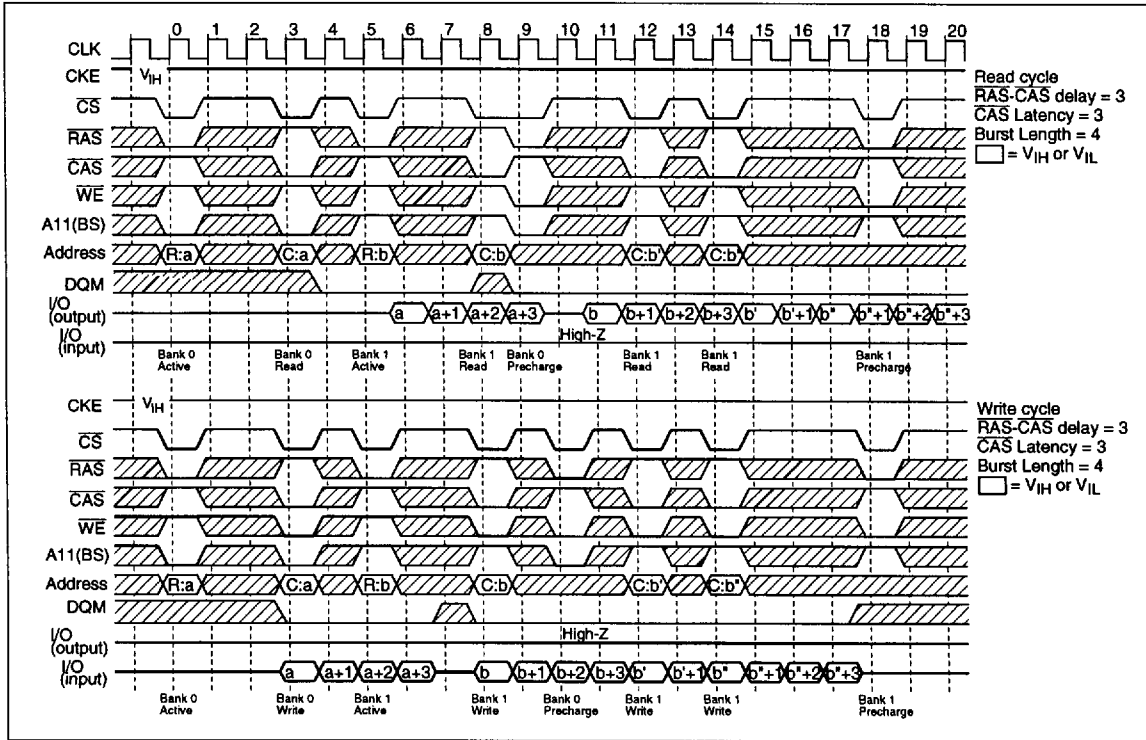 0 1 2 3 4 5 6 7 8 9 10 11 12 13 14 15 16 17 18 19 20
CLK
CKE VIH
CS
RAS
CAS
WE
A11(BS)
Address R:a C:a R:b C:b C:b' C:b"
DQM
I/O (output) a a+1 a+2 a+3 b b+1 b+2 b+3 b' b'+1 b" b"+1 b"+2 b"+3
I/O (input) High-Z
Bank 0 Active Bank 0 Read Bank 1 Active Bank 1 Read Bank 0 Precharge Bank 1 Read Bank 1 Read Bank 1 Precharge
Read cycle
RAS-CAS delay = 3
CAS Latency = 3
Burst Length = 4
= VIH or VIL
CKE VIH
CS
RAS
CAS
WE
A11(BS)
Address R:a C:a R:b C:b C:b' C:b"
DQM
I/O (output) High-Z
I/O (input) a a+1 a+2 a+3 b b+1 b+2 b+3 b' b'+1 b" b"+1 b"+2 b"+3
Bank 0 Active Bank 0 Write Bank 1 Active Bank 1 Write Bank 0 Precharge Bank 1 Write Bank 1 Write Bank 1 Precharge
Write cycle
RAS-CAS delay = 3
CAS Latency = 3
Burst Length = 4
= VIH or VIL